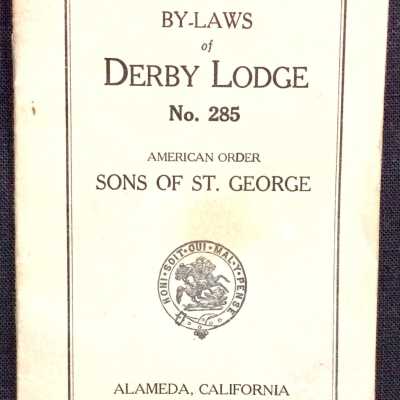 BY-LAWS
of
DERBY LODGE
No. 285
AMERICAN ORDER
SONS OF ST. GEORGE
HONI·SOIT·QUI·MAL·Y·PENSE
ALAMEDA, CALIFORNIA